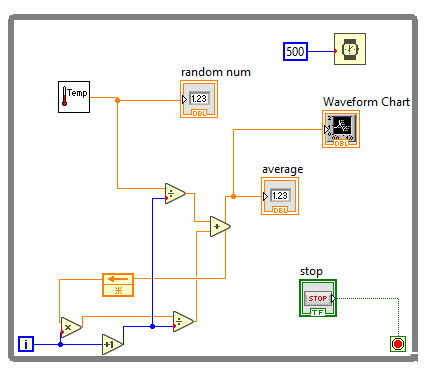 500
random num
Temp
1.23
DBL
Waveform Chart
DBL
average
1.23
DBL
÷
+
stop
STOP
TF
×
÷
i
+1